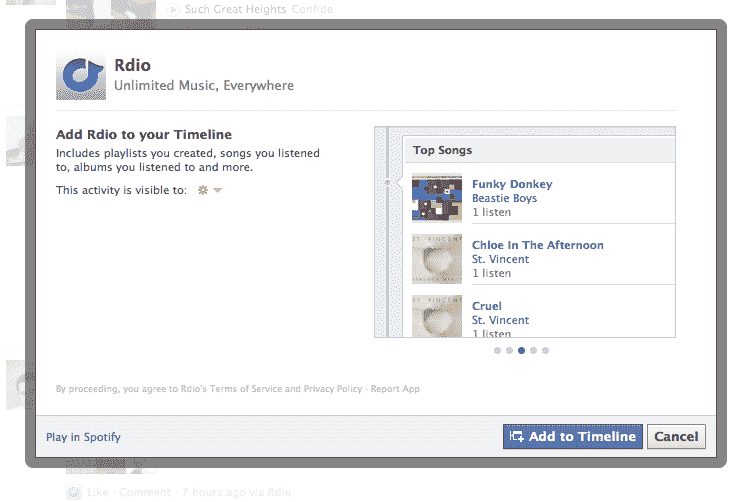 Such Great Heights Confide
Rdio
Unlimited Music, Everywhere
Add Rdio to your Timeline
Includes playlists you created, songs you listened
to, albums you listened to and more.
This activity is visible to:
Top Songs
Funky Donkey
Beastie Boys
1 listen
Chloe In The Afternoon
St. Vincent
1 listen
Cruel
St. Vincent
1 listen
By proceeding, you agree to Rdio's Terms of Service and Privacy Policy · Report App
Play in Spotify
Add to Timeline
Cancel
Like · Comment · 7 hours ago via Rdio